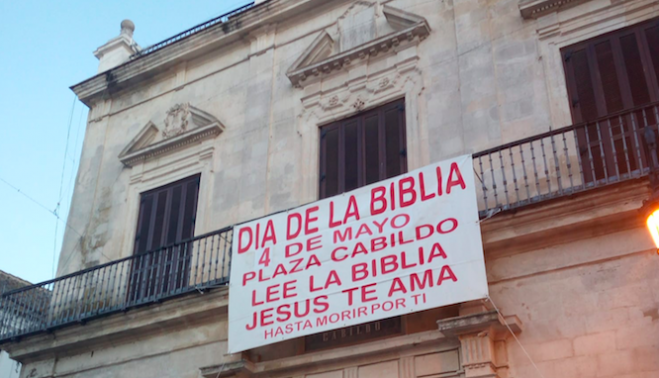 DIA DE LA BIBLIA
4 DE MAYO
PLAZA CABILDO
LEE LA BIBLIA
JESUS TE AMA
HASTA MORIR POR TI
CABILDO